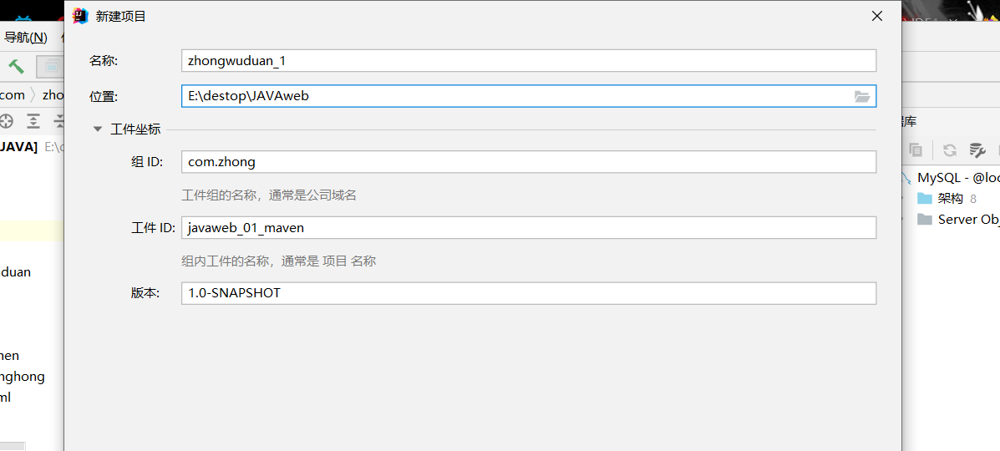 新建项目
导航(N)
名称:
zhongwuduan_1
com
zho
位置:
E:\destop\JAVAweb
工件坐标
JAVA]
组 ID:
com.zhong
MySQL - @loc
工件组的名称，通常是公司域名
架构 8
Server Obj
工件 ID:
javaweb_01_maven
组内工件的名称，通常是 项目 名称
duan
版本:
1.0-SNAPSHOT
nghong
ml